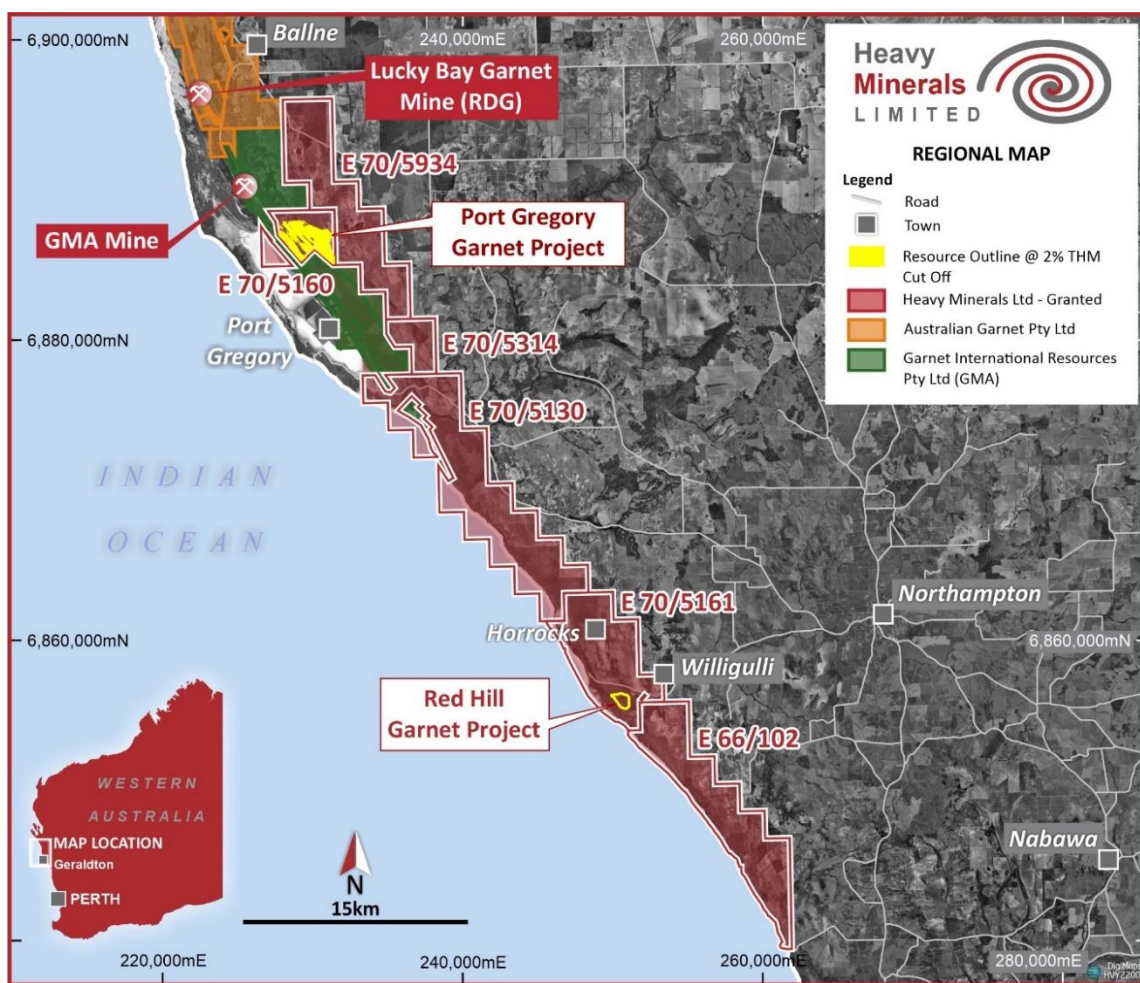 6,900,000mN
Ballne
240,000mE
260,000mE
Lucky Bay Garnet
Mine (RDG)
E 70/5934
GMA Mine
Port Gregory
Garnet Project
E 70/5160
Port
Gregory
6,880,000mN
E 70/5314
E 70/5130
INDIAN
OCEAN
E 70/5161
Northampton
Horrocks
6,860,000mN
6,860,000mN
Willigulli
Red Hill
Garnet Project
E 66/102
Nabawa
Heavy
Minerals
LIMITED
REGIONAL MAP
Legend
Road
Town
Resource Outline @ 2% THM
Cut Off
Heavy Minerals Ltd - Granted
Australian Garnet Pty Ltd
Garnet International Resources
Pty Ltd (GMA)
WESTERN
AUSTRALIA
MAP LOCATION
Geraldton
PERTH
N
15km
220,000mE
240,000mE
260,000mE
280,000mE
Dig Maps